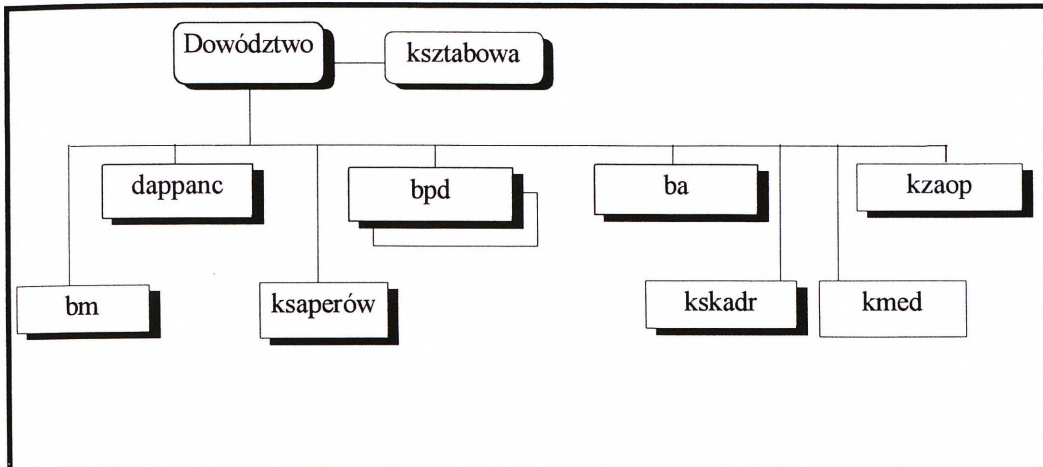 Dowództwo
ksztabowa
dappanc
bpd
ba
kzaop
bm
ksaperów
kskadr
kmed